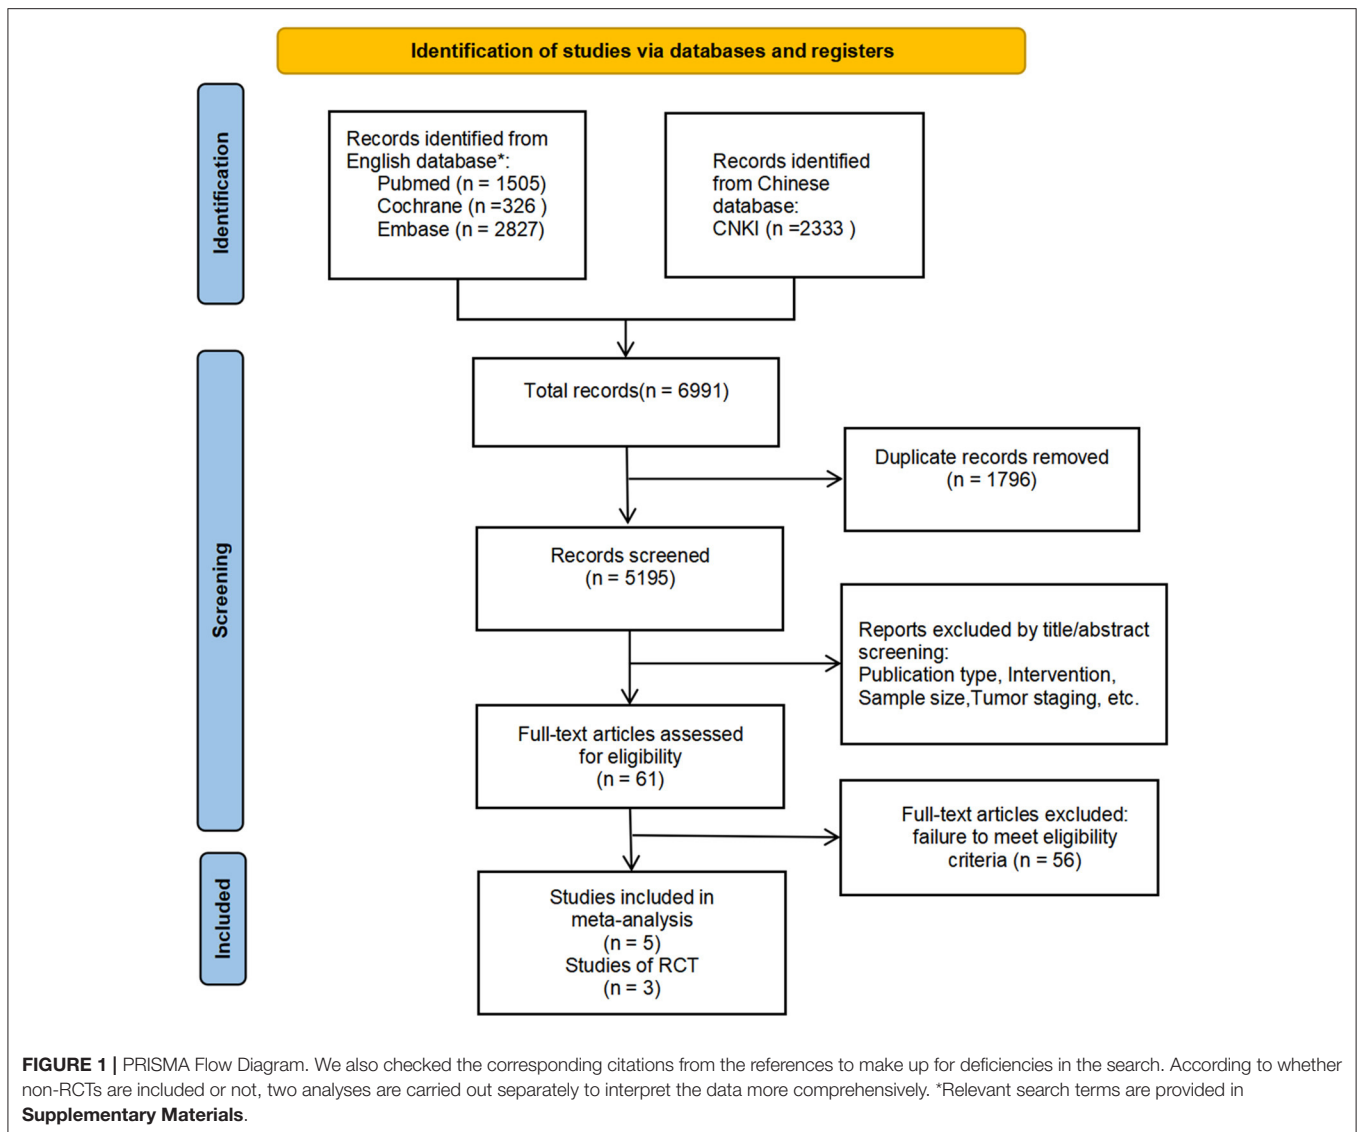 Identification of studies via databases and registers
Identification
Records identified from
English database*:
Pubmed (n = 1505)
Cochrane (n =326 )
Embase (n = 2827)
Records identified
from Chinese
database:
CNKI (n =2333 )
Screening
Total records(n = 6991)
Duplicate records removed
(n = 1796)
Records screened
(n = 5195)
Reports excluded by title/abstract
screening:
Publication type, Intervention,
Sample size,Tumor staging, etc.
Full-text articles assessed
for eligibility
(n = 61)
Full-text articles excluded:
failure to meet eligibility
criteria (n = 56)
Included
Studies included in
meta-analysis
(n = 5)
Studies of RCT
(n = 3)
FIGURE 1 | PRISMA Flow Diagram. We also checked the corresponding citations from the references to make up for deficiencies in the search. According to whether
non-RCTs are included or not, two analyses are carried out separately to interpret the data more comprehensively. *Relevant search terms are provided in
Supplementary Materials.